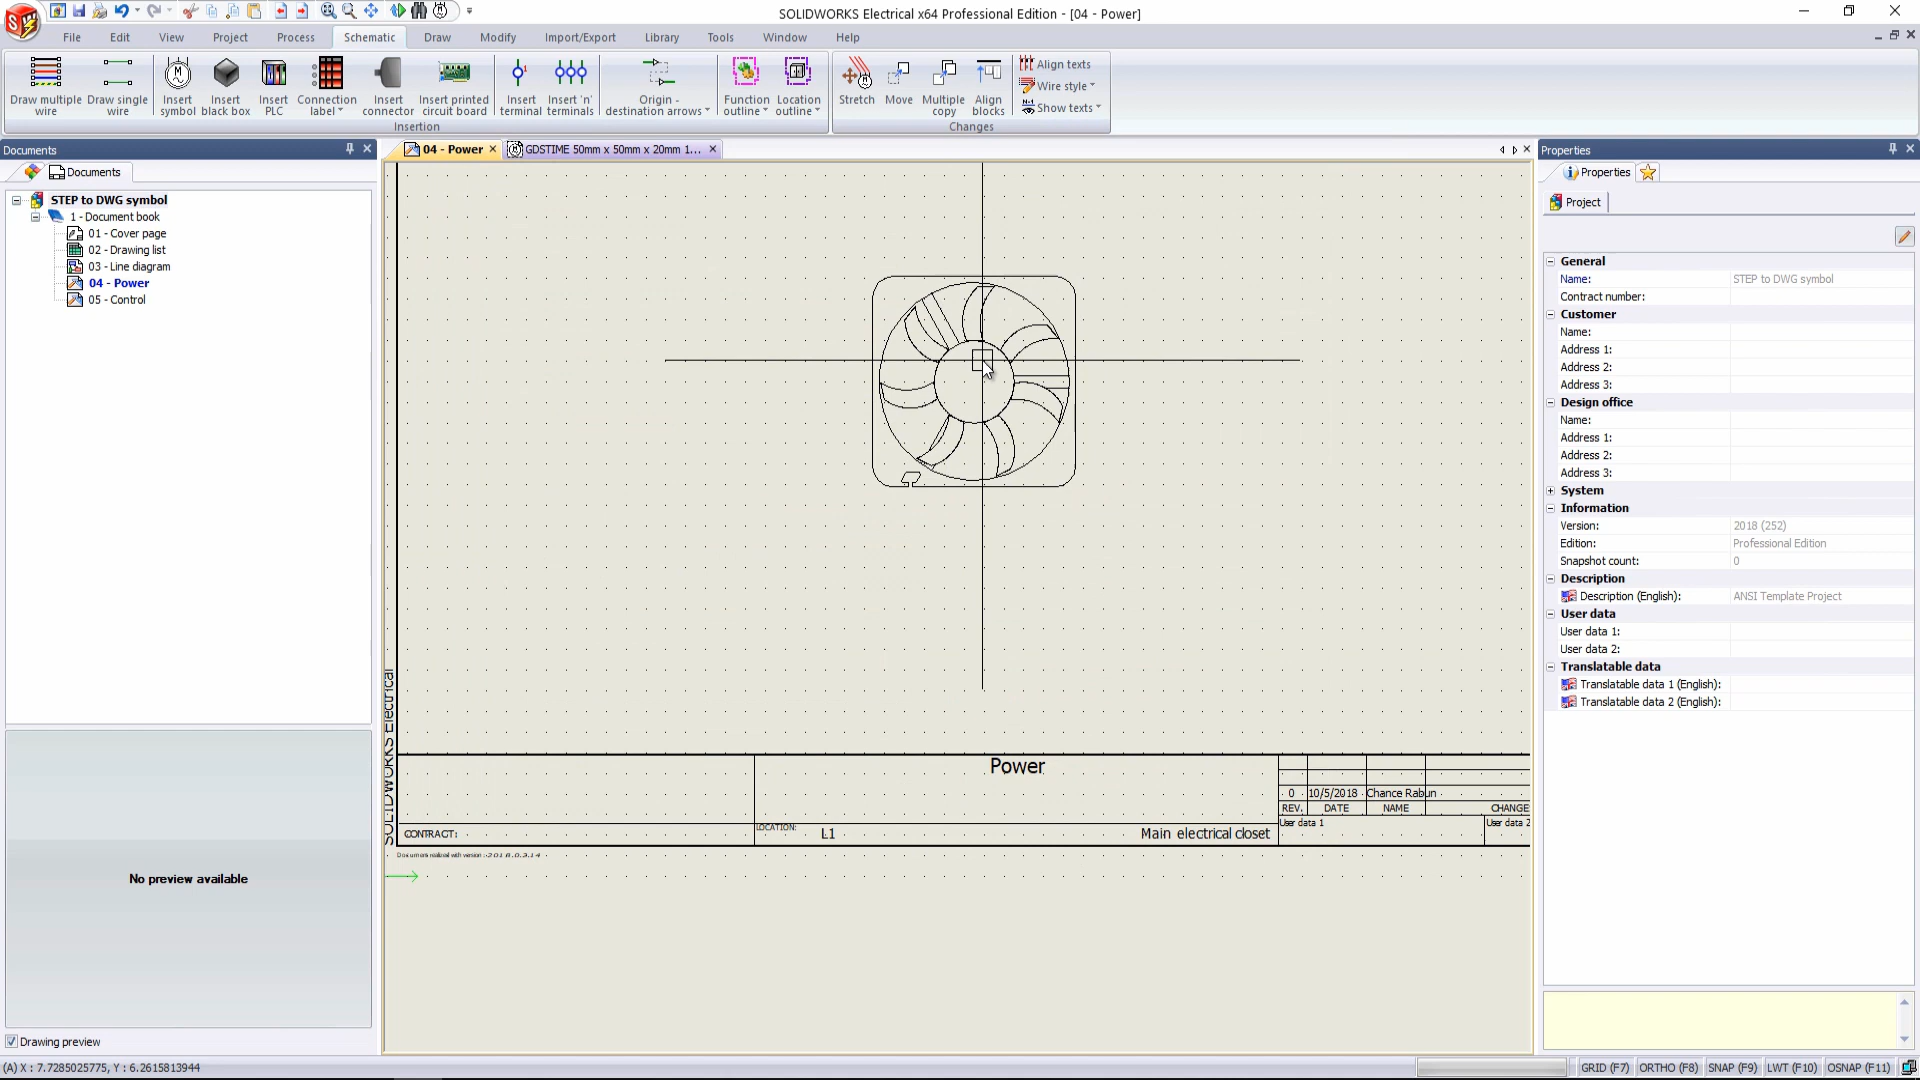 SOLIDWORKS Electrical x64 Professional Edition - [04 - Power]
File Edit View Project Process Schematic Draw Modify Import/Export Library Tools Window Help
Draw multiple wire
Draw single wire
Insert symbol
Insert black box
Insert PLC
Connection label
Insert connector
Insert printed circuit board
Insert terminal
Insert 'n' terminals
Origin - destination arrows
Function outline
Location outline
Insertion
Stretch
Move
Multiple copy
Align blocks
Align texts
Wire style
Show texts
Changes
Documents
Documents
STEP to DWG symbol
1 - Document book
01 - Cover page
02 - Drawing list
03 - Line diagram
04 - Power
05 - Control
No preview available
Drawing preview
04 - Power
GDSTIME 50mm x 50mm x 20mm 1...
SOLIDWORKS Electrical
Power
CONTRACT:
LOCATION:
L1
Main electrical closet
0 10/5/2018 Chance Rabun
REV. DATE NAME CHANGE
User data 1
User data 2
Document realized with version : 2018.0.3.14
Properties
Properties
Project
General
Name: STEP to DWG symbol
Contract number:
Customer
Name:
Address 1:
Address 2:
Address 3:
Design office
Name:
Address 1:
Address 2:
Address 3:
System
Information
Version: 2018 (252)
Edition: Professional Edition
Snapshot count: 0
Description
Description (English): ANSI Template Project
User data
User data 1:
User data 2:
Translatable data
Translatable data 1 (English):
Translatable data 2 (English):
(A) X : 7.7285025775, Y : 6.2615813944
GRID (F7) ORTHO (F8) SNAP (F9) LWT (F10) OSNAP (F11)